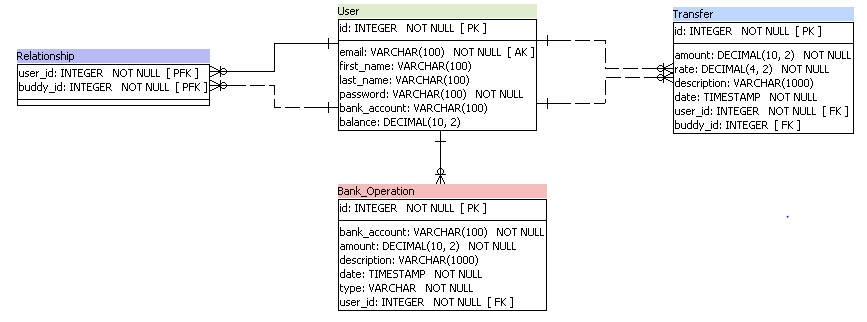 User
id: INTEGER NOT NULL [ PK ]
email: VARCHAR(100) NOT NULL [ AK ]
first_name: VARCHAR(100)
last_name: VARCHAR(100)
password: VARCHAR(100) NOT NULL
bank_account: VARCHAR(100)
balance: DECIMAL(10, 2)
Relationship
user_id: INTEGER NOT NULL [ PFK ]
buddy_id: INTEGER NOT NULL [ PFK ]
Transfer
id: INTEGER NOT NULL [ PK ]
amount: DECIMAL(10, 2) NOT NULL
rate: DECIMAL(4, 2) NOT NULL
description: VARCHAR(1000)
date: TIMESTAMP NOT NULL
user_id: INTEGER NOT NULL [ FK ]
buddy_id: INTEGER [ FK ]
Bank_Operation
id: INTEGER NOT NULL [ PK ]
bank_account: VARCHAR(100) NOT NULL
amount: DECIMAL(10, 2) NOT NULL
description: VARCHAR(1000)
date: TIMESTAMP NOT NULL
type: VARCHAR NOT NULL
user_id: INTEGER NOT NULL [ FK ]